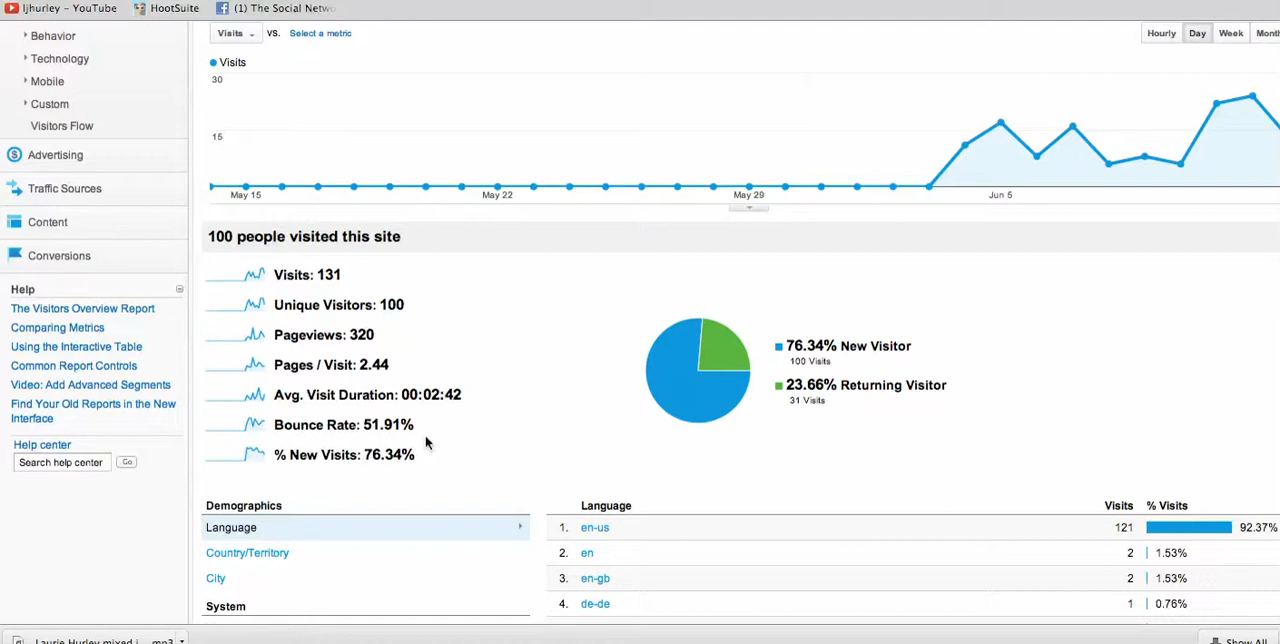 ljhurley – YouTube HootSuite (1) The Social Netwo
Behavior
Technology
Mobile
Custom
Visitors Flow
Advertising
Traffic Sources
Content
Conversions
Help
The Visitors Overview Report
Comparing Metrics
Using the Interactive Table
Common Report Controls
Video: Add Advanced Segments
Find Your Old Reports in the New
Interface
Help center
Search help center Go
Visits VS. Select a metric
Hourly Day Week Month
Visits
30
15
May 15 May 22 May 29 Jun 5
100 people visited this site
Visits: 131
Unique Visitors: 100
Pageviews: 320
Pages / Visit: 2.44
Avg. Visit Duration: 00:02:42
Bounce Rate: 51.91%
% New Visits: 76.34%
76.34% New Visitor
100 Visits
23.66% Returning Visitor
31 Visits
Demographics
Language
Country/Territory
City
System
Language Visits % Visits
1. en-us 121 92.37%
2. en 2 1.53%
3. en-gb 2 1.53%
4. de-de 1 0.76%
Laurie Hurley mixed i....mp3 Show All